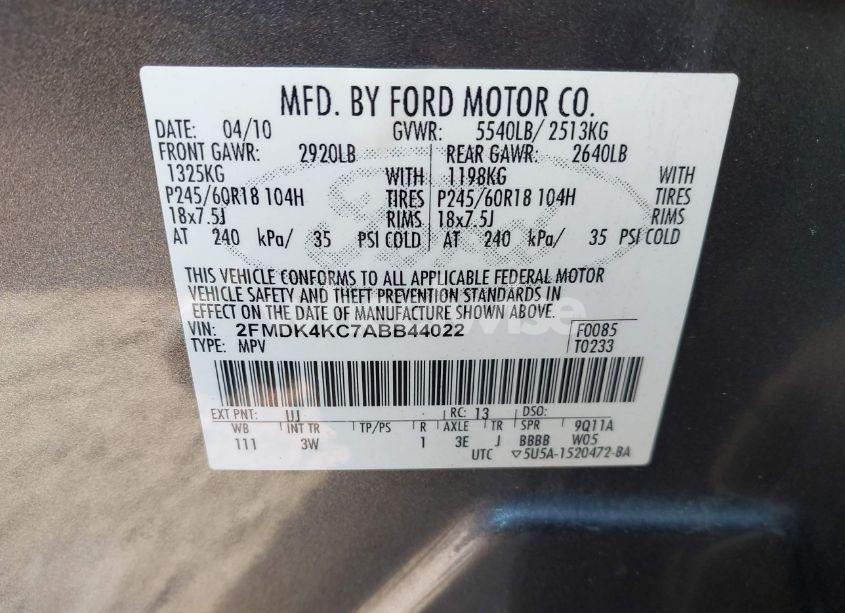 MFD. BY FORD MOTOR CO.
DATE: 04/10 GVWR: 5540LB/ 2513KG
FRONT GAWR: 2920LB REAR GAWR: 2640LB
1325KG WITH 1198KG WITH
P245/60R18 104H TIRES P245/60R18 104H TIRES
18x7.5J RIMS 18x7.5J RIMS
AT 240 kPa/ 35 PSI COLD AT 240 kPa/ 35 PSI COLD
THIS VEHICLE CONFORMS TO ALL APPLICABLE FEDERAL MOTOR
VEHICLE SAFETY AND THEFT PREVENTION STANDARDS IN
EFFECT ON THE DATE OF MANUFACTURE SHOWN ABOVE.
VIN: 2FMDK4KC7ABB44022 F0085
TYPE: MPV T0233
EXT PNT: UJ RC: 13 DSO:
WB INT TR TP/PS R AXLE TR SPR 9Q11A
111 3W 1 3E J BBBB W05
UTC ▽5U5A-1520472-BA